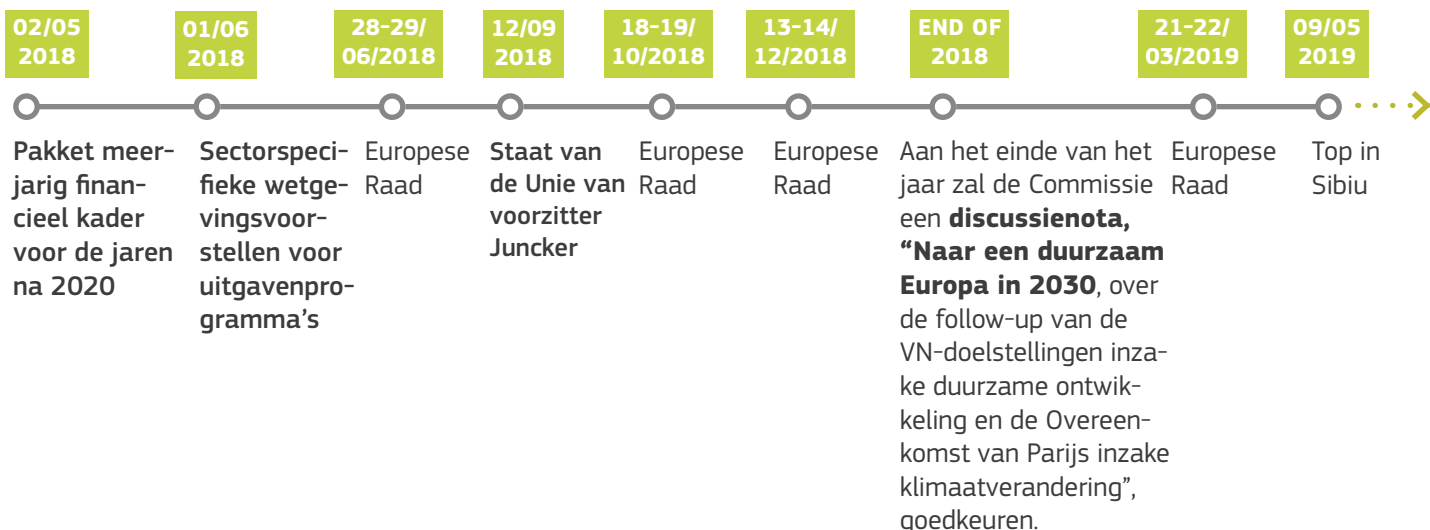 02/05
2018
01/06
2018
28-29/
06/2018
12/09
2018
18-19/
10/2018
13-14/
12/2018
END OF
2018
21-22/
03/2019
09/05
2019
Pakket meer-
jarig finan-
cieel kader
voor de jaren
na 2020
Sectorspeci-
fieke wetge-
vingsvoor-
stellen voor
uitgavenpro-
gramma's
Europese
Raad
Staat van
de Unie van
voorzitter
Juncker
Europese
Raad
Europese
Raad
Aan het einde van het
jaar zal de Commissie
een discussienota,
“Naar een duurzaam
Europa in 2030, over
de follow-up van de
VN-doelstellingen inza-
ke duurzame ontwik-
keling en de Overeen-
komst van Parijs inzake
klimaatverandering”,
goedkeuren.
Europese
Raad
Top in
Sibiu